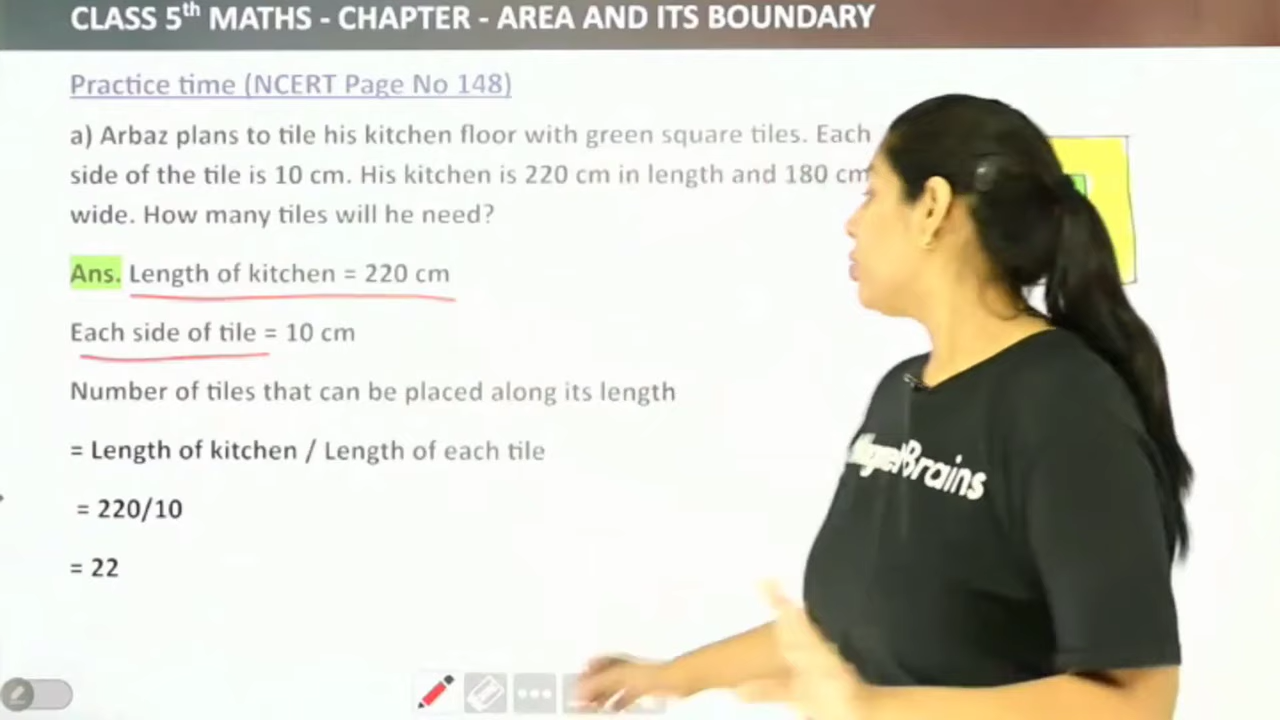 CLASS 5th MATHS - CHAPTER - AREA AND ITS BOUNDARY
Practice time (NCERT Page No 148)
a) Arbaz plans to tile his kitchen floor with green square tiles. Each
side of the tile is 10 cm. His kitchen is 220 cm in length and 180 cm
wide. How many tiles will he need?
Ans. Length of kitchen = 220 cm
Each side of tile = 10 cm
Number of tiles that can be placed along its length
= Length of kitchen / Length of each tile
= 220/10
= 22
Brains